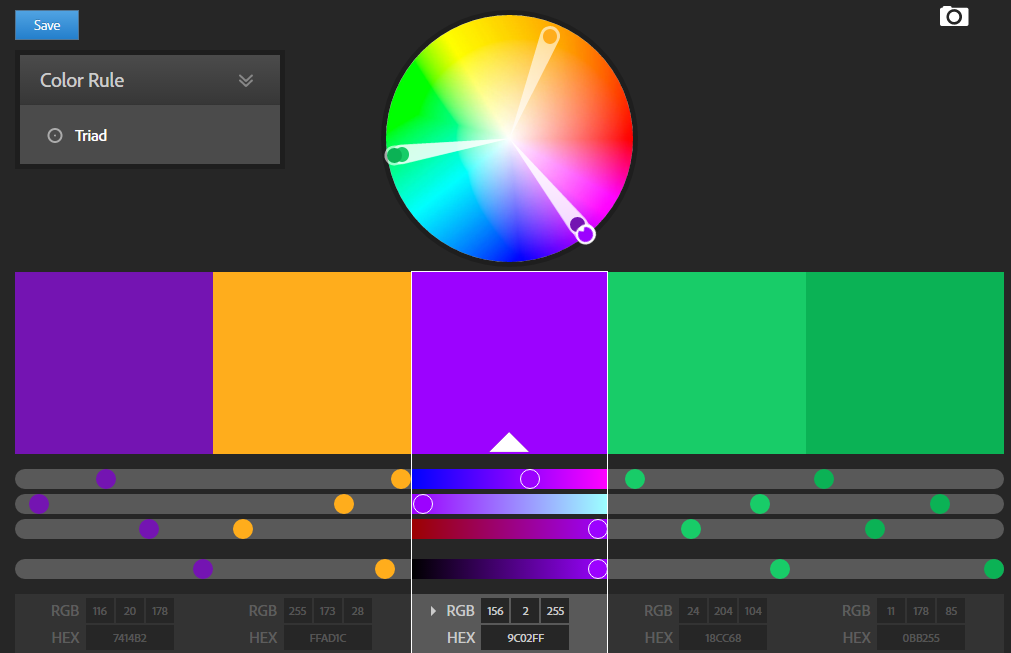 Save
Color Rule
Triad
RGB 116 20 178 RGB 255 173 28 RGB 156 2 255 RGB 24 204 104 RGB 11 178 85
HEX 7414B2 HEX FFAD1C HEX 9C02FF HEX 18CC68 HEX 0BB255